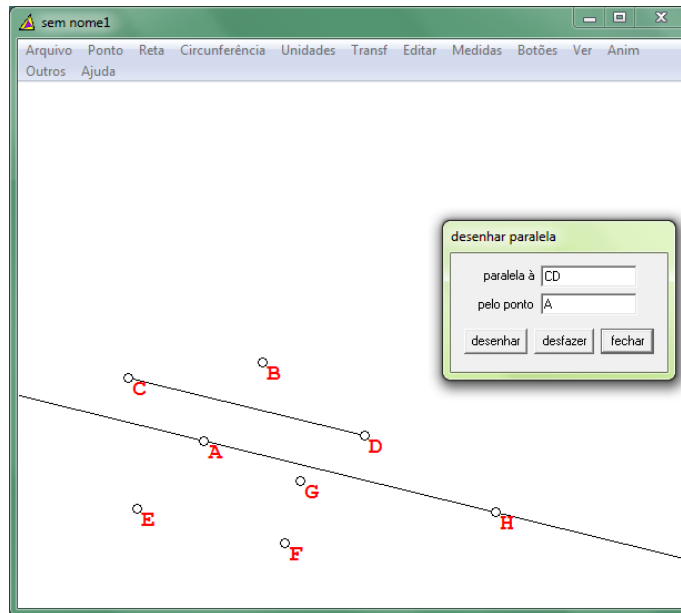 sem nome1
Arquivo Ponto Reta Circunferência Unidades Transf Editar Medidas Botões Ver Anim
Outros Ajuda
desenhar paralela
paralela à CD
pelo ponto A
desenhar desfazer fechar
B
C
D
A
G
E
H
F